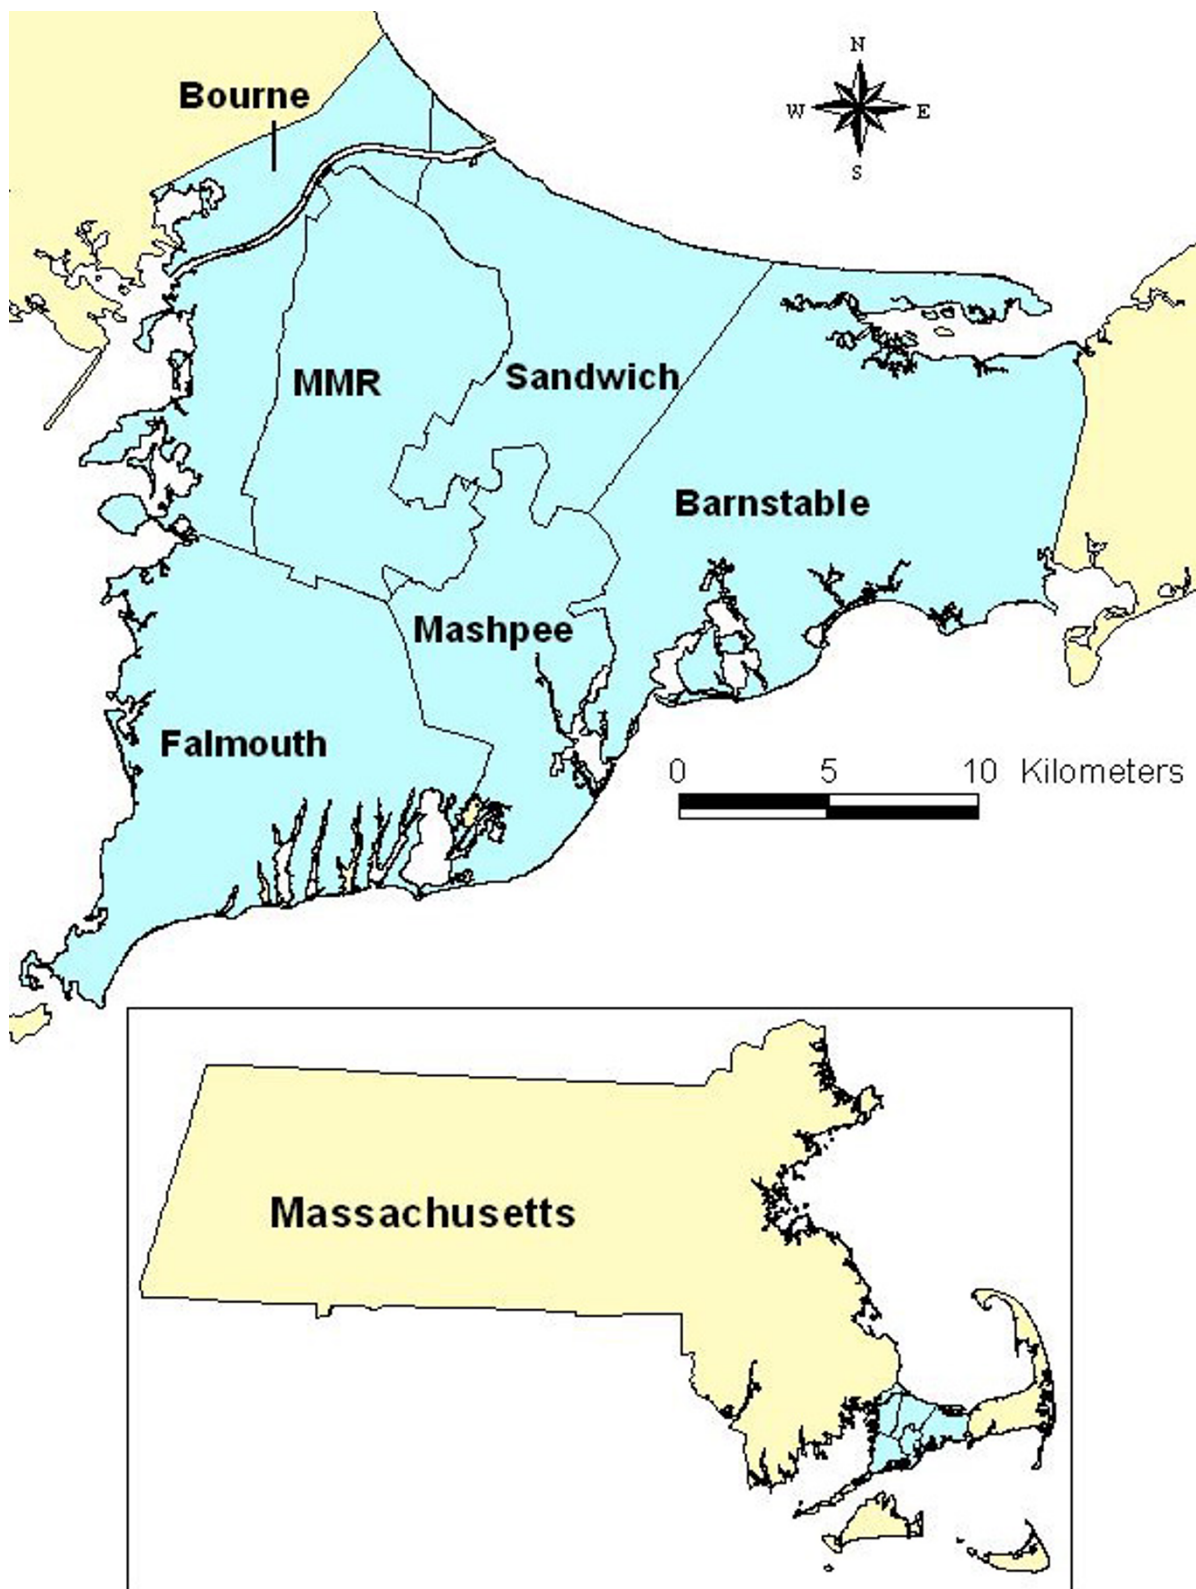 N
Bourne
W E
S
MMR
Sandwich
Barnstable
Mashpee
Falmouth
0 5 10 Kilometers
Massachusetts